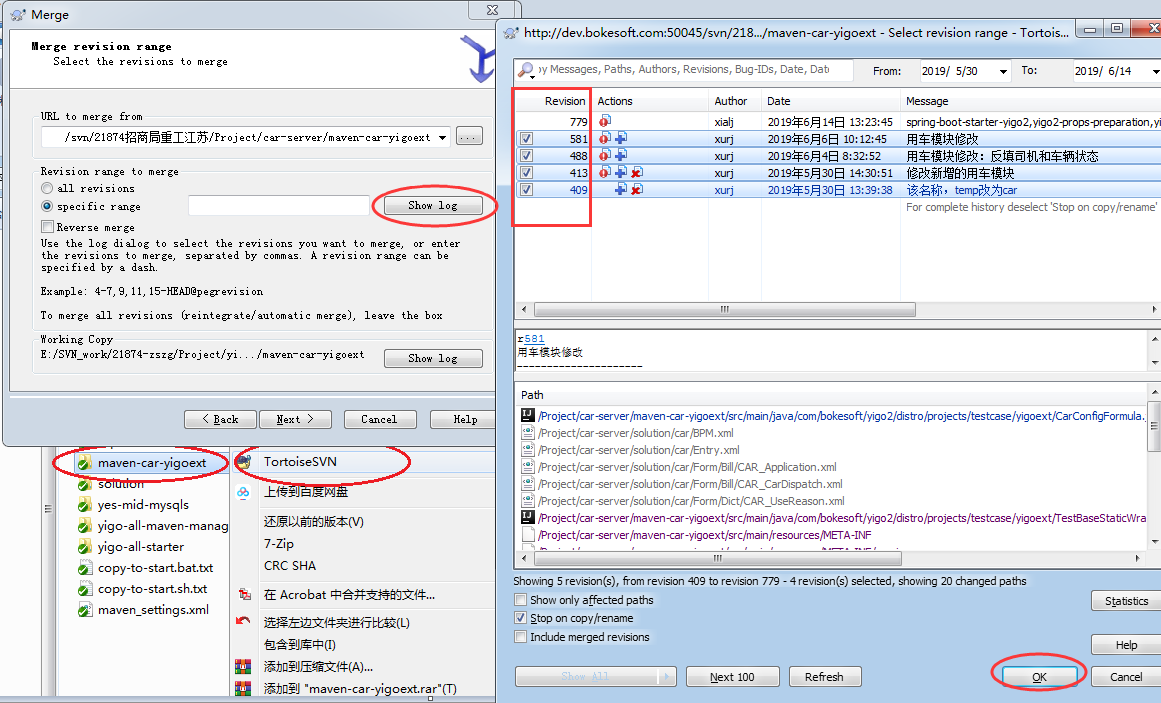 Merge
Merge revision range
Select the revisions to merge
URL to merge from
/svn/21874招商局重工江苏/Project/car-server/maven-car-yigoext
...
Revision range to merge
all revisions
specific range
Show log
Reverse merge
Use the log dialog to select the revisions you want to merge, or enter
the revisions to merge, separated by commas. A revision range can be
specified by a dash.
Example: 4-7,9,11,15-HEAD@pegrevision
To merge all revisions (reintegrate/automatic merge), leave the box
Working Copy
E:/SVN_work/21874-zszg/Project/yi.../maven-car-yigoext
Show log
< Back
Next >
Cancel
Help
maven-car-yigoext
solution
yes-mid-mysqls
yigo-all-maven-manag
yigo-all-starter
copy-to-start.bat.txt
copy-to-start.sh.txt
maven_settings.xml
TortoiseSVN
上传到百度网盘
还原以前的版本(V)
7-Zip
CRC SHA
在 Acrobat 中合并支持的文件...
选择左边文件夹进行比较(L)
包含到库中(I)
添加到压缩文件(A)...
添加到 "maven-car-yigoext.rar"(T)
http://dev.bokesoft.com:50045/svn/218.../maven-car-yigoext - Select revision range - Tortois...
by Messages, Paths, Authors, Revisions, Bug-IDs, Date, Dat
From: 2019/ 5/30 To: 2019/ 6/14
Revision Actions Author Date Message
779 xialj 2019年6月14日 13:23:45 spring-boot-starter-yigo2,yigo2-props-preparation,yi
581 xurj 2019年6月6日 10:12:45 用车模块修改
488 xurj 2019年6月4日 8:32:52 用车模块修改：反填司机和车辆状态
413 xurj 2019年5月30日 14:30:51 修改新增的用车模块
409 xurj 2019年5月30日 13:39:38 该名称，temp改为car
For complete history deselect 'Stop on copy/rename'
r581
用车模块修改
----------------------
Path
/Project/car-server/maven-car-yigoext/src/main/java/com/bokesoft/yigo2/distro/projects/testcase/yigoext/CarConfigFormula.
/Project/car-server/solution/car/BPM.xml
/Project/car-server/solution/car/Entry.xml
/Project/car-server/solution/car/Form/Bill/CAR_Application.xml
/Project/car-server/solution/car/Form/Bill/CAR_CarDispatch.xml
/Project/car-server/solution/car/Form/Dict/CAR_UseReason.xml
/Project/car-server/maven-car-yigoext/src/main/java/com/bokesoft/yigo2/distro/projects/testcase/yigoext/TestBaseStaticWra
/Project/car-server/maven-car-yigoext/src/main/resources/META-INF
Showing 5 revision(s), from revision 409 to revision 779 - 4 revision(s) selected, showing 20 changed paths
Show only affected paths
Stop on copy/rename
Include merged revisions
Statistics
Help
Show All
Next 100
Refresh
OK
Cancel